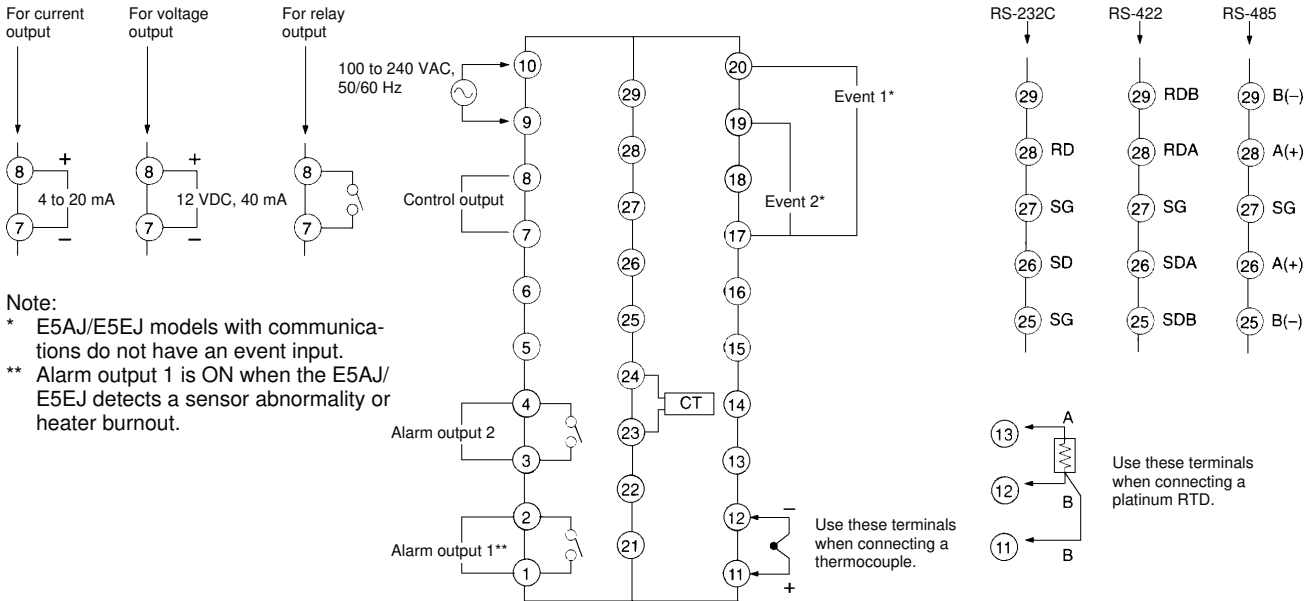 For current
output
For voltage
output
For relay
output
8
+
4 to 20 mA
7
−
8
+
12 VDC, 40 mA
7
−
8
7
Note:
* E5AJ/E5EJ models with communica-
tions do not have an event input.
** Alarm output 1 is ON when the E5AJ/
E5EJ detects a sensor abnormality or
heater burnout.
100 to 240 VAC,
50/60 Hz
Control output
Alarm output 2
Alarm output 1**
10
9
8
7
6
5
4
3
2
1
29
28
27
26
25
24
23
22
21
CT
20
19
18
17
16
15
14
13
12
11
Event 1*
Event 2*
−
+
Use these terminals
when connecting a
thermocouple.
RS-232C
29
28 RD
27 SG
26 SD
25 SG
RS-422
29 RDB
28 RDA
27 SG
26 SDA
25 SDB
RS-485
29 B(−)
28 A(+)
27 SG
26 A(+)
25 B(−)
13
A
12
B
11
B
Use these terminals
when connecting a
platinum RTD.